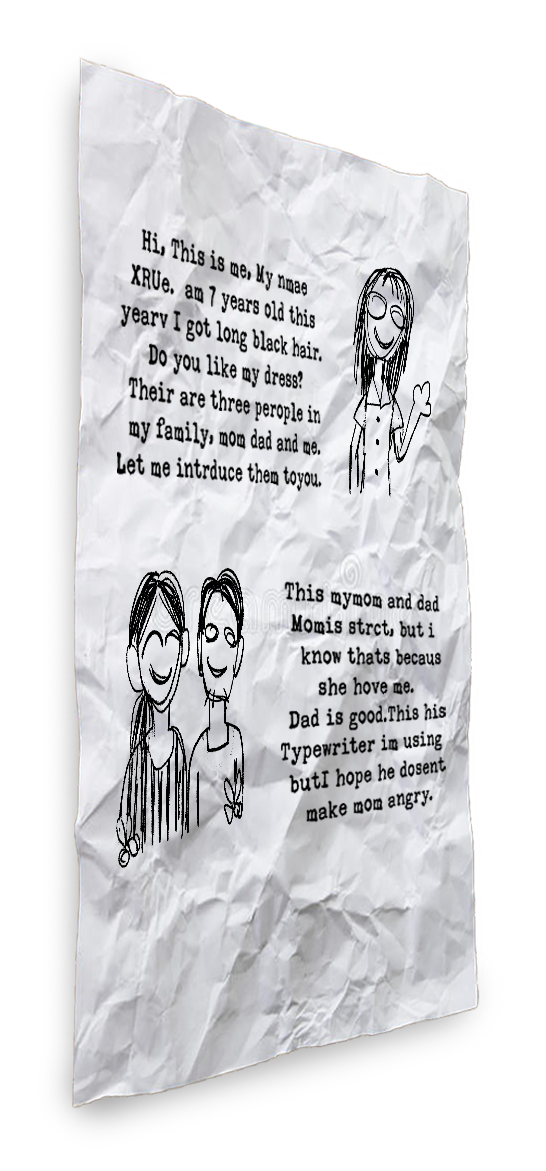 Hi, This is me, My nmae
XRUe.  am 7 years old this
yearv I got long black hair.
Do you like my dress?
Their are three perople in
my family, mom dad and me.
Let me intrduce them toyou.
This mymom and dad
Momis strct, but i
know thats becaus
she hove me.
Dad is good.This his
Typewriter im using
butI hope he dosent
make mom angry.